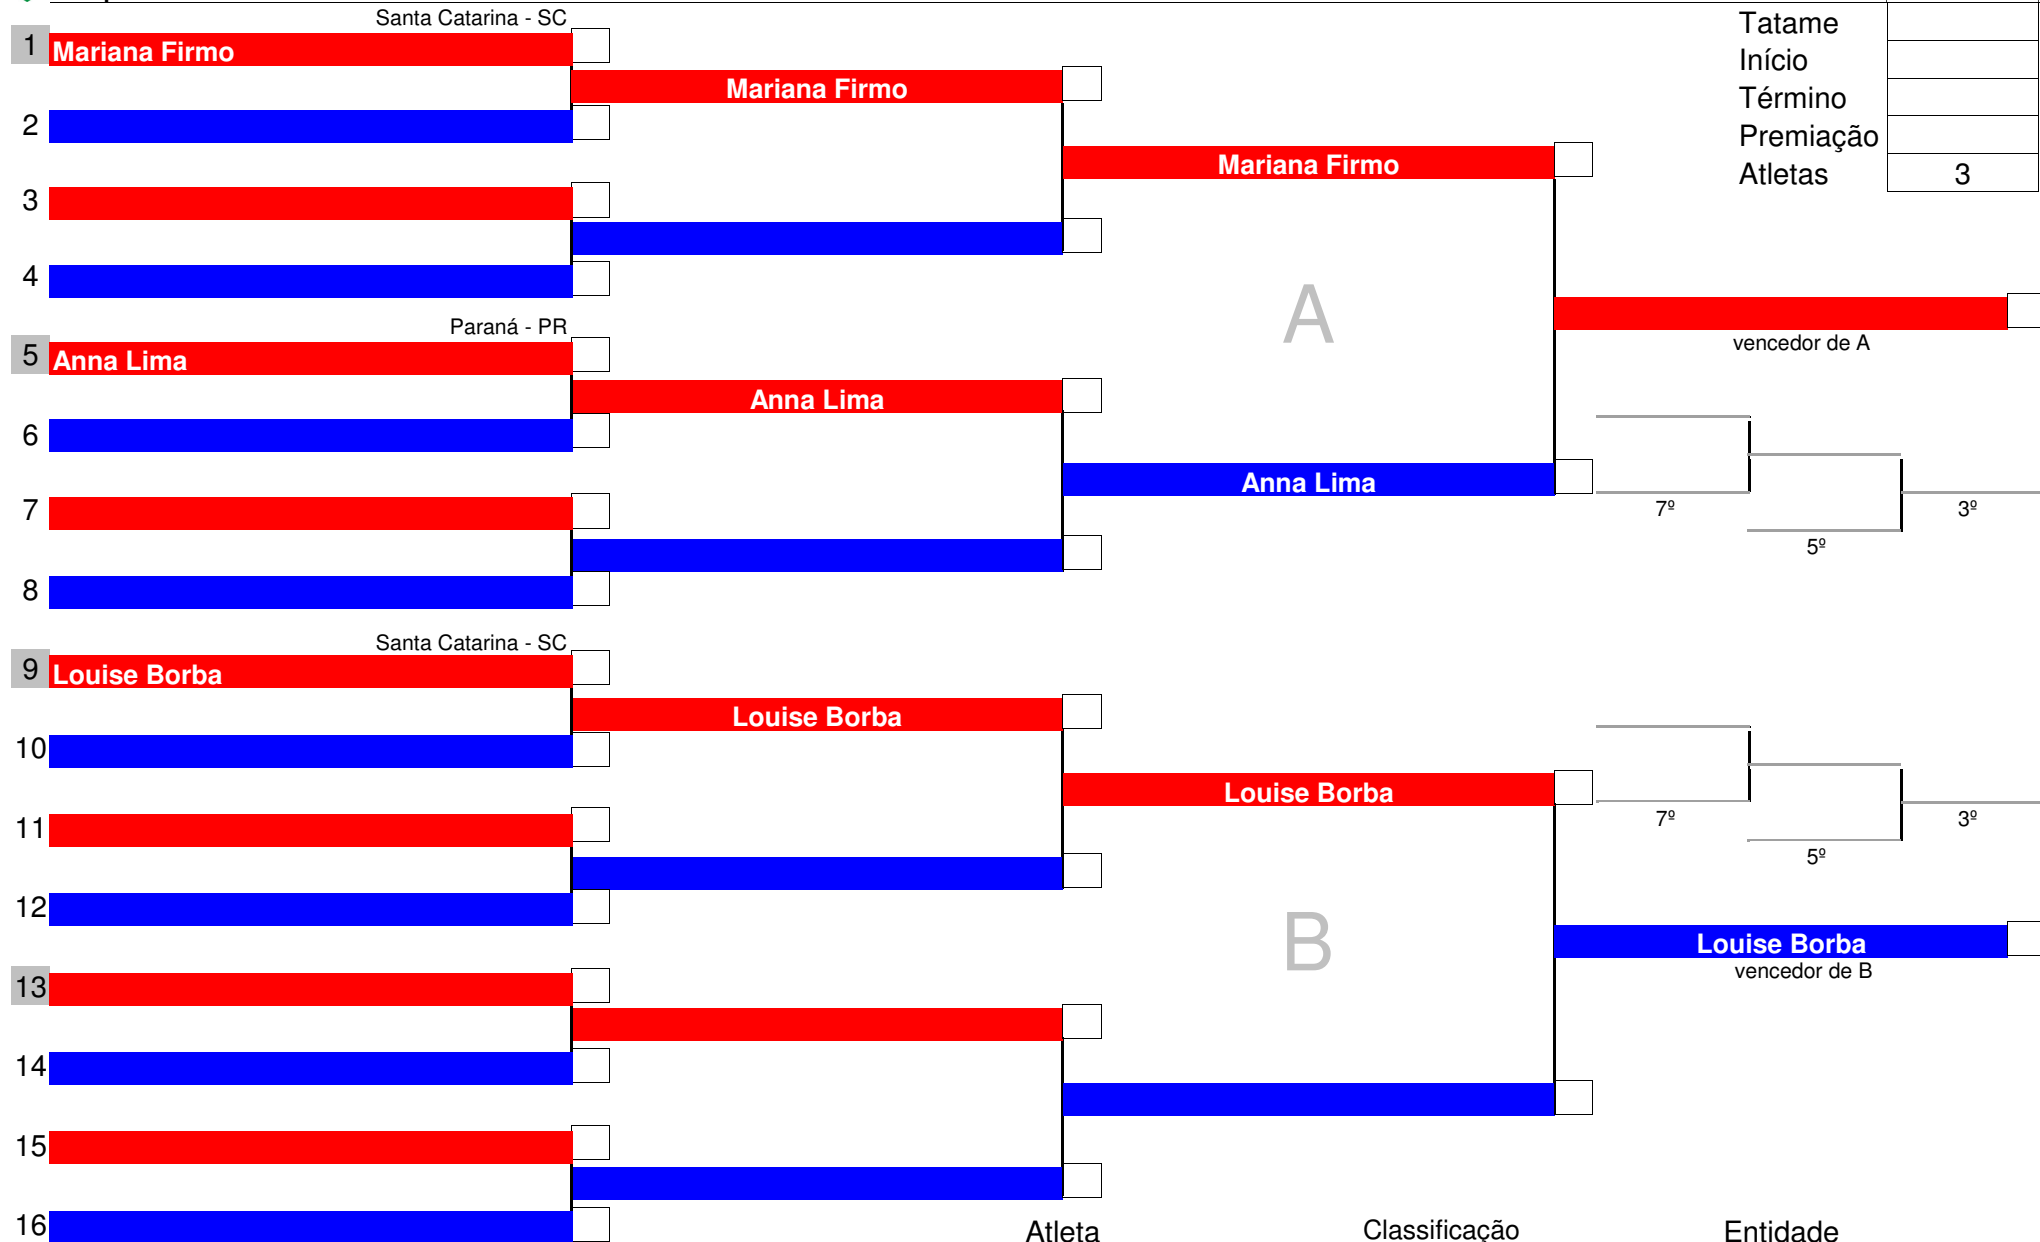 Santa Catarina - SC
Tatame
1 Mariana Firmo
Início
Mariana Firmo
Término
2
Premiação
Mariana Firmo
Atletas 3
3
4
A
Paraná - PR
vencedor de A
5 Anna Lima
Anna Lima
6
Anna Lima
7
7º 3º
5º
8
Santa Catarina - SC
9 Louise Borba
Louise Borba
10
Louise Borba
11
7º 3º
5º
12
B
Louise Borba
vencedor de B
13
14
15
16
Atleta Classificação Entidade